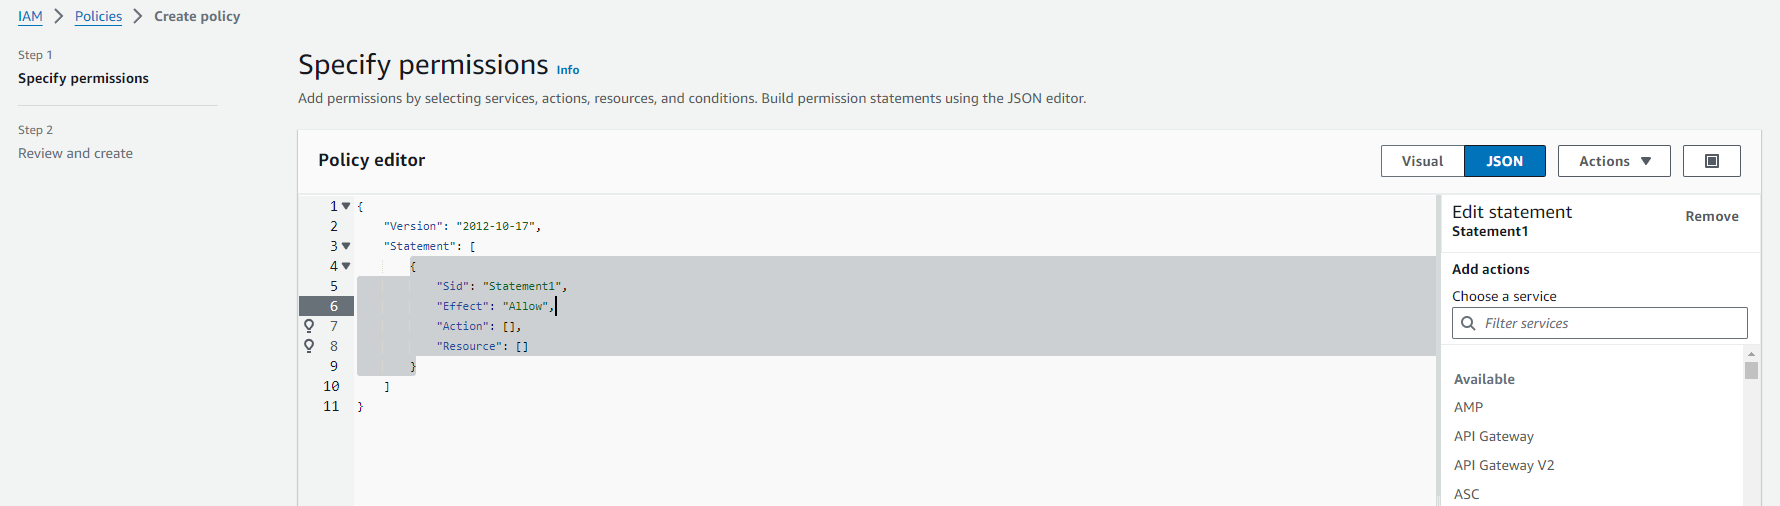 IAM > Policies > Create policy
Step 1
Specify permissions
Step 2
Review and create
Specify permissions Info
Add permissions by selecting services, actions, resources, and conditions. Build permission statements using the JSON editor.
Policy editor
Visual JSON Actions
1 {
2 "Version": "2012-10-17",
3 "Statement": [
4 {
5 "Sid": "Statement1",
6 "Effect": "Allow",
7 "Action": [],
8 "Resource": []
9 }
10 ]
11 }
Edit statement Remove
Statement1
Add actions
Choose a service
Filter services
Available
AMP
API Gateway
API Gateway V2
ASC